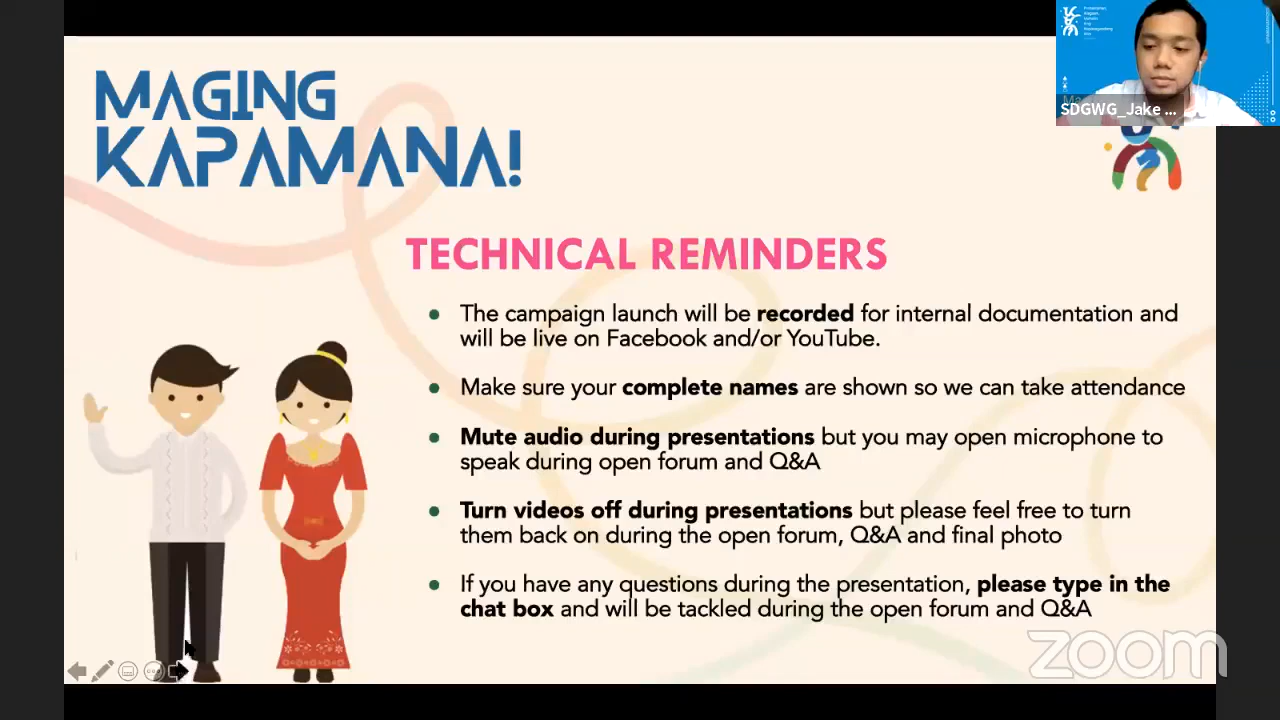 MAGING
KAPAMANA!
SDGWG_Jake ...
TECHNICAL REMINDERS
The campaign launch will be recorded for internal documentation and
will be live on Facebook and/or YouTube.
Make sure your complete names are shown so we can take attendance
Mute audio during presentations but you may open microphone to
speak during open forum and Q&A
Turn videos off during presentations but please feel free to turn
them back on during the open forum, Q&A and final photo
If you have any questions during the presentation, please type in the
chat box and will be tackled during the open forum and Q&A
zoom